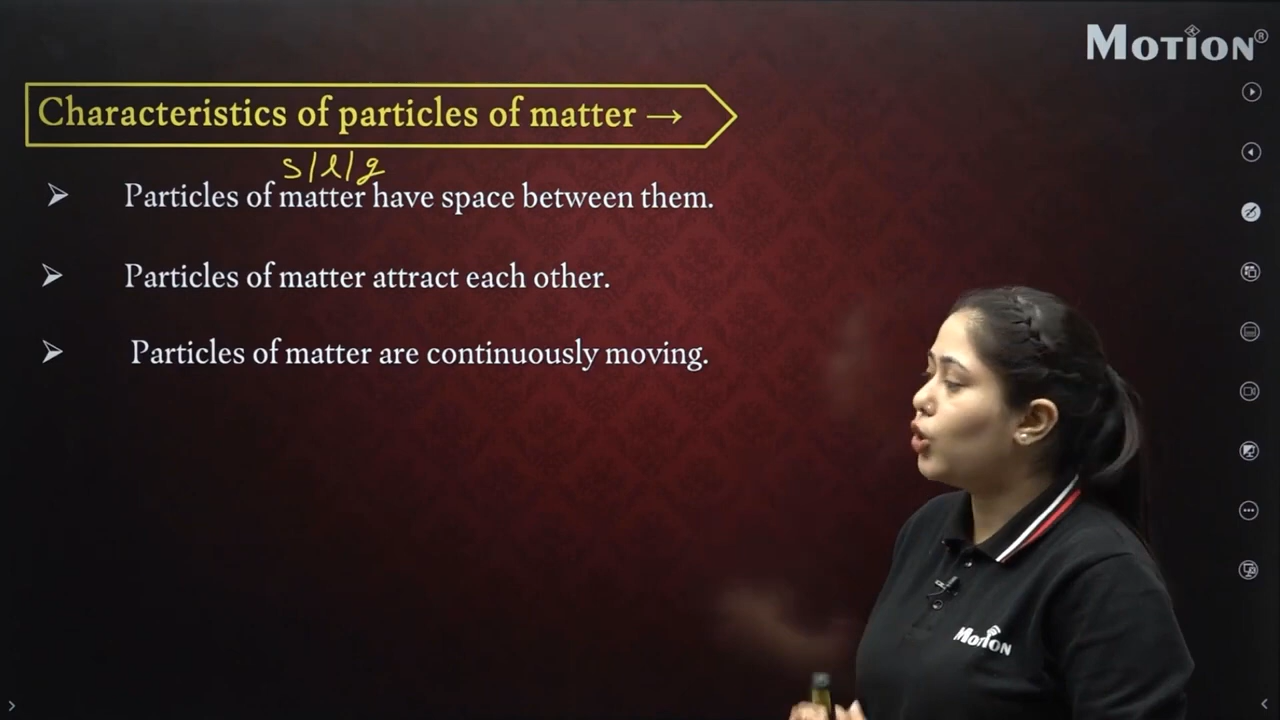 MOTION®
Characteristics of particles of matter →
s/l/g
➢ Particles of matter have space between them.
➢ Particles of matter attract each other.
➢ Particles of matter are continuously moving.
MOTION